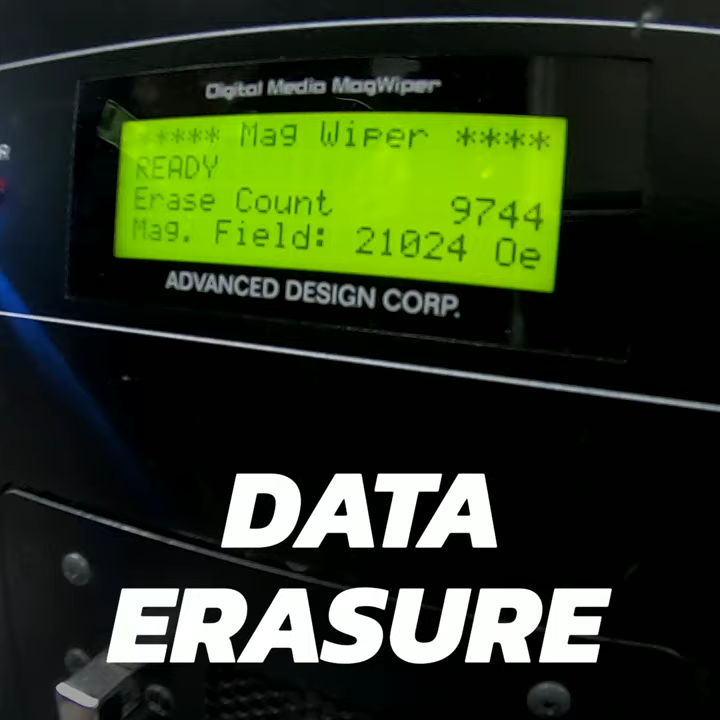 Digital Media MagWiper
***** Mag Wiper ****
READY
Erase Count 9744
Mag. Field: 21024 Oe
ADVANCED DESIGN CORP.
R
DATA
ERASURE